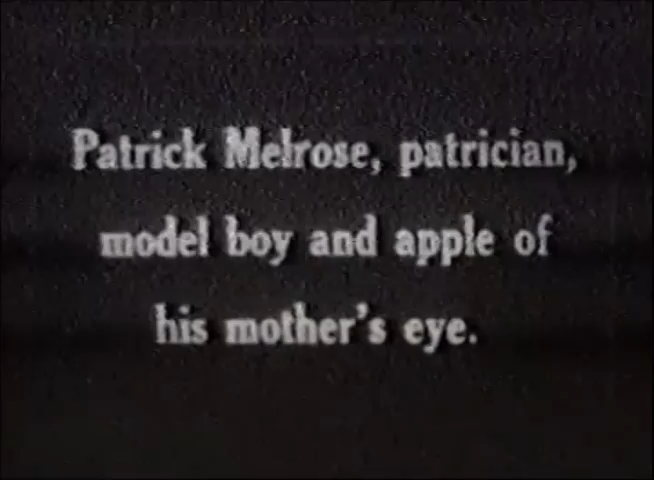 Patrick Melrose, patrician,
model boy and apple of
his mother's eye.